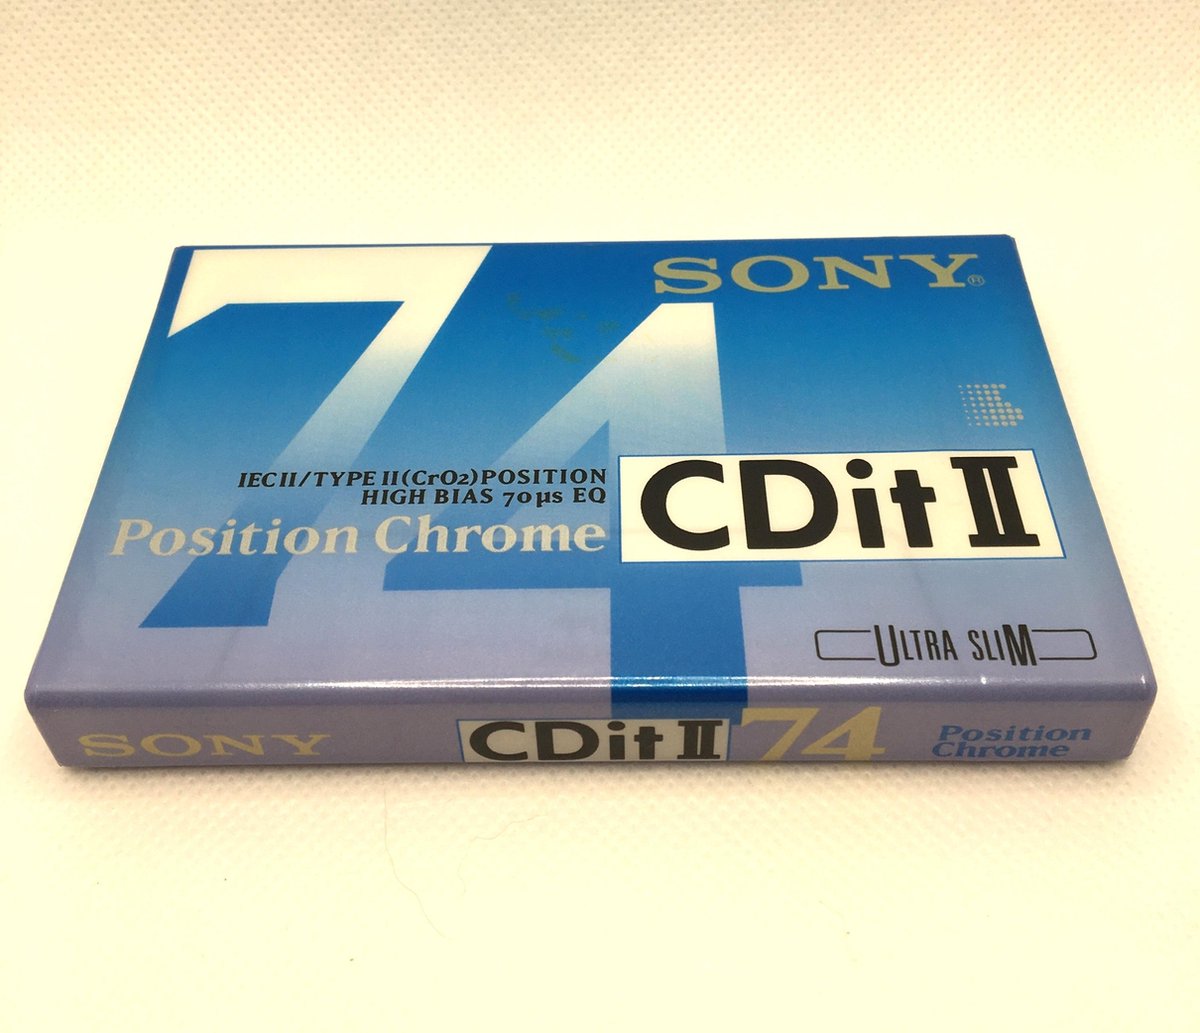 74
SONY®
IECII/TYPE II(CrO2)POSITION
HIGH BIAS 70µs EQ
Position Chrome
CDit II
ULTRA SLIM
SONY
CDit II
74
Position
Chrome